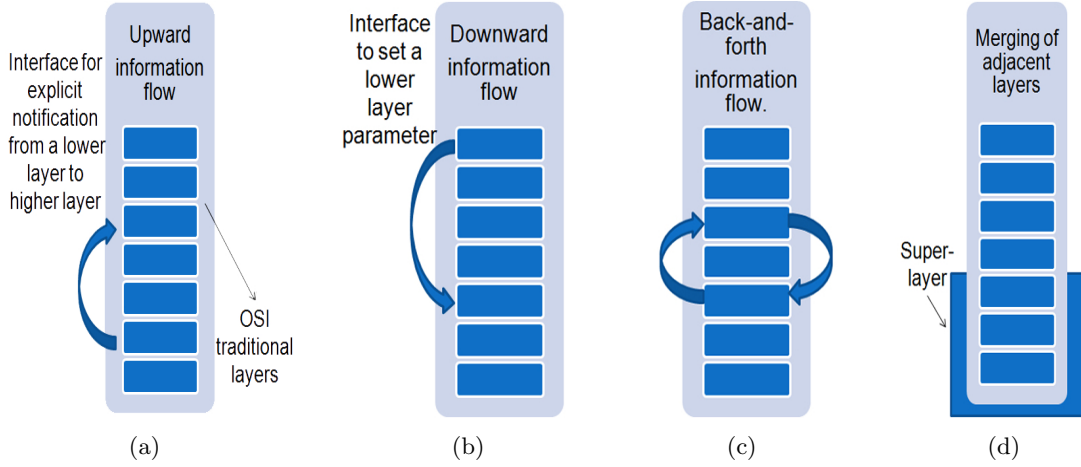 Upward
information
flow
Interface for
explicit
notification
from a lower
layer to
higher layer
OSI
traditional
layers
(a)
Interface
to set a
lower
layer
parameter
Downward
information
flow
(b)
Back-and-
forth
information
flow.
(c)
Merging of
adjacent
layers
Super-
layer
(d)